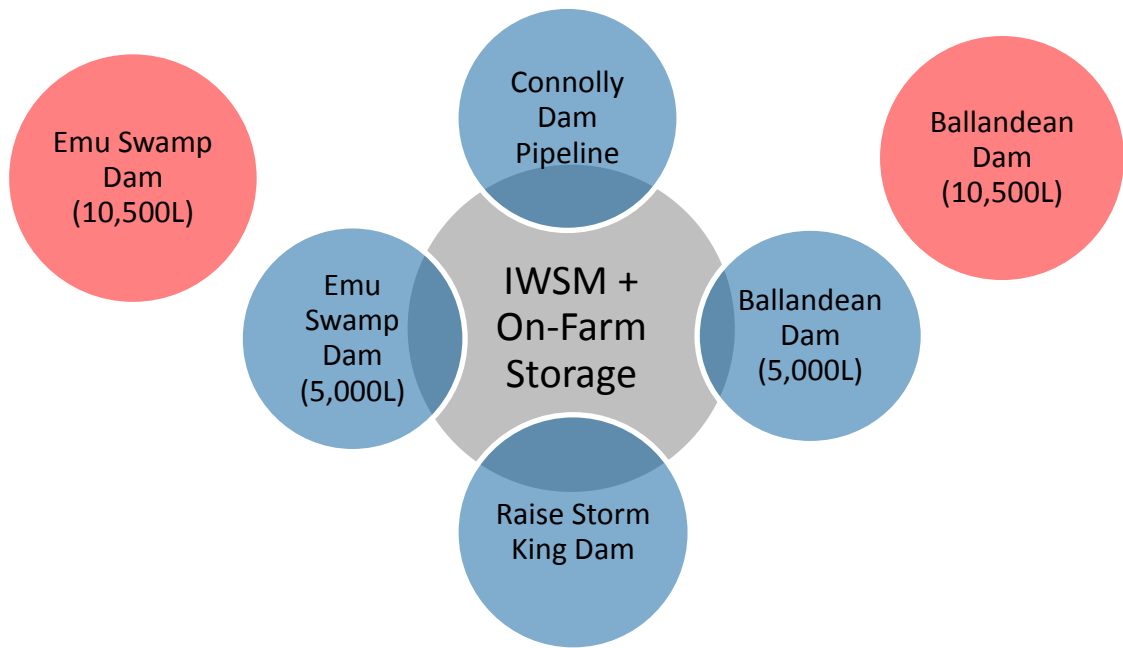 Connolly
Dam
Pipeline
Emu Swamp
Dam
(10,500L)
Ballandean
Dam
(10,500L)
Emu
Swamp
Dam
(5,000L)
IWSM +
On-Farm
Storage
Ballandean
Dam
(5,000L)
Raise Storm
King Dam